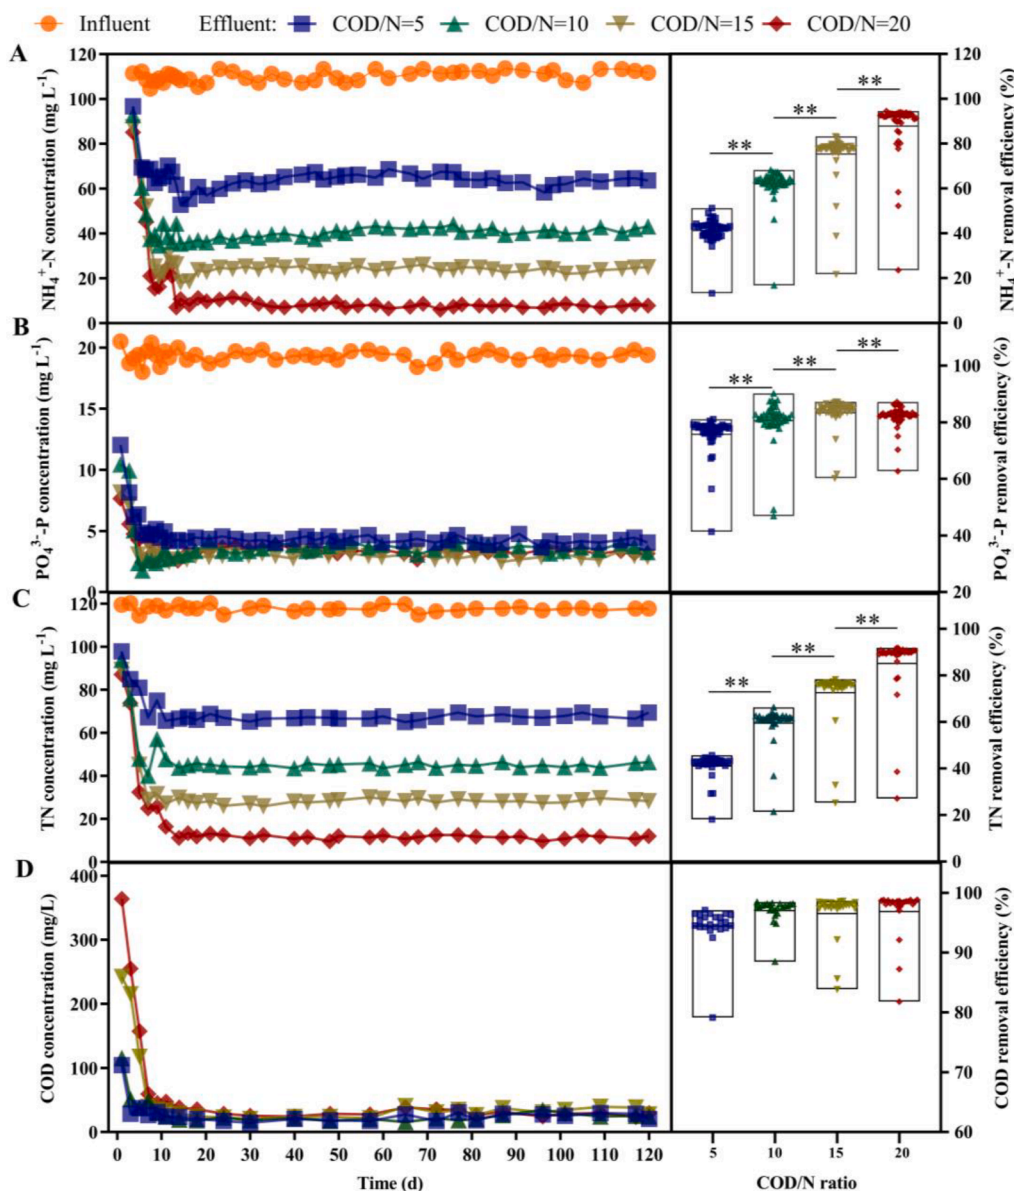 Influent Effluent: COD/N=5 COD/N=10 COD/N=15 COD/N=20
A
NH₄⁺-N concentration (mg L⁻¹)
120
100
80
60
40
20
0
** ** **
120
100
80
60
40
20
0
NH₄⁺-N removal efficiency (%)
B
PO₄³⁻-P concentration (mg L⁻¹)
20
15
10
5
0
** ** **
100
80
60
40
20
PO₄³⁻-P removal efficiency (%)
C
TN concentration (mg L⁻¹)
120
100
80
60
40
20
0
** ** **
100
80
60
40
20
0
TN removal efficiency (%)
D
COD concentration (mg/L)
400
300
200
100
0
100
90
80
70
60
COD removal efficiency (%)
0 10 20 30 40 50 60 70 80 90 100 110 120
Time (d)
5 10 15 20
COD/N ratio